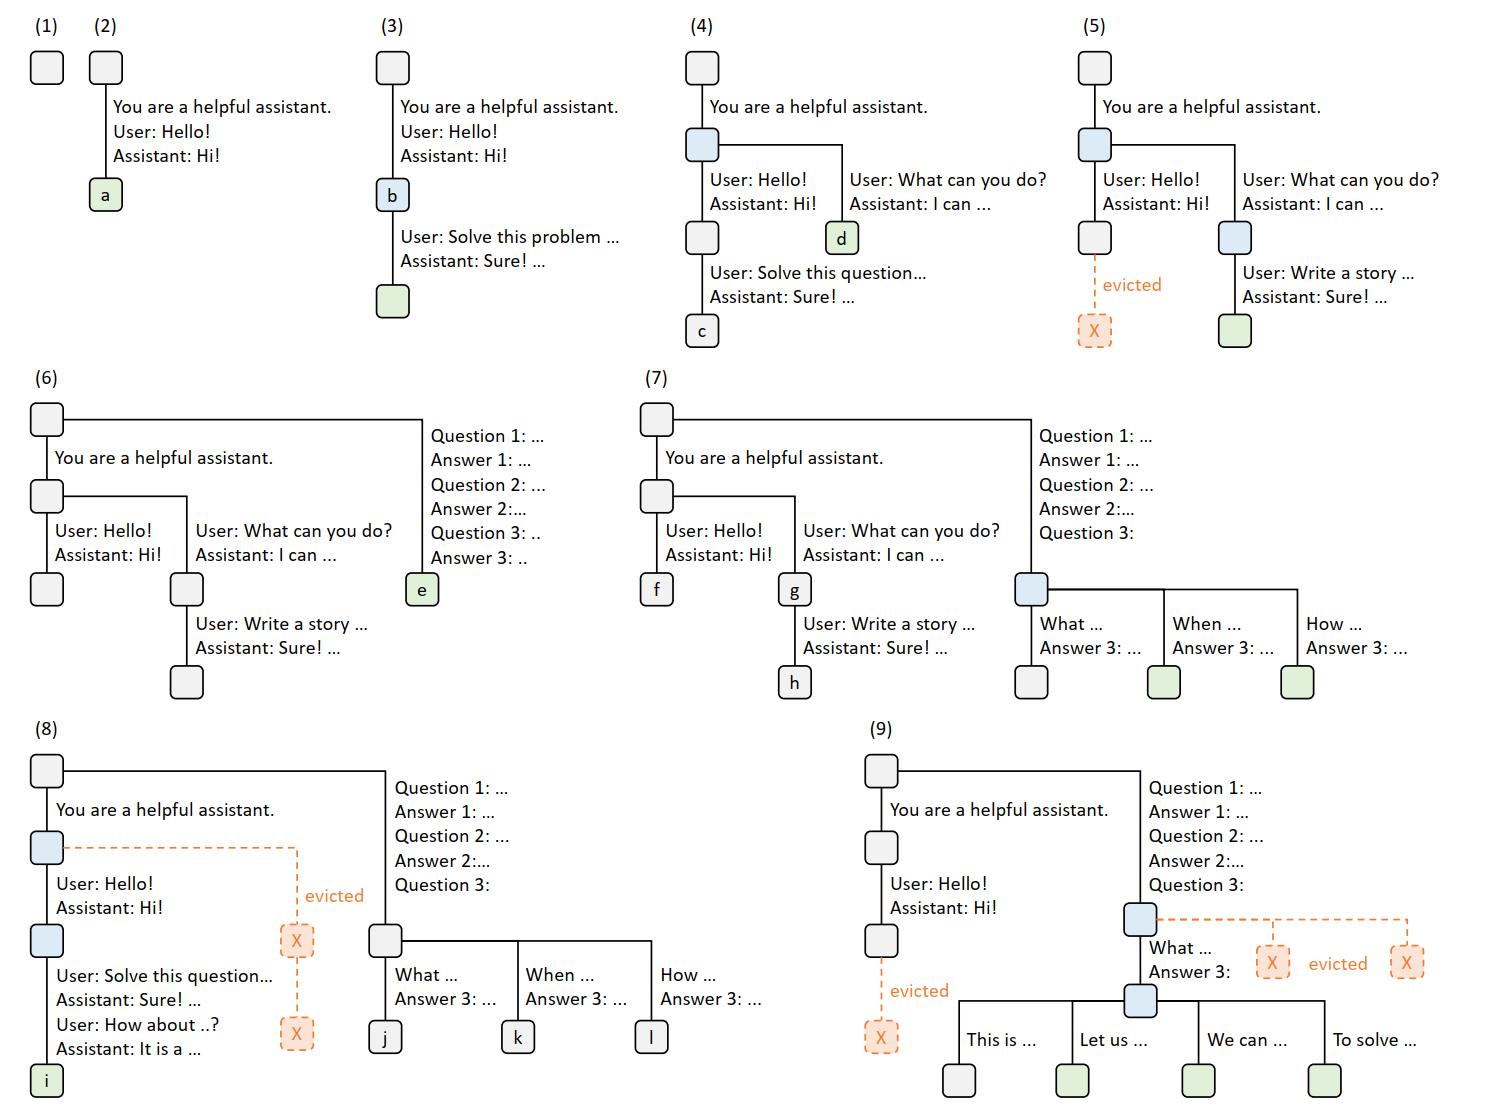 (1)
(2)
You are a helpful assistant.
User: Hello!
Assistant: Hi!
a
(3)
You are a helpful assistant.
User: Hello!
Assistant: Hi!
b
User: Solve this problem ...
Assistant: Sure! ...
(4)
You are a helpful assistant.
User: Hello!
Assistant: Hi!
User: What can you do?
Assistant: I can ...
d
User: Solve this question...
Assistant: Sure! ...
c
(5)
You are a helpful assistant.
User: Hello!
Assistant: Hi!
User: What can you do?
Assistant: I can ...
evicted
X
User: Write a story ...
Assistant: Sure! ...
(6)
You are a helpful assistant.
User: Hello!
Assistant: Hi!
User: What can you do?
Assistant: I can ...
User: Write a story ...
Assistant: Sure! ...
Question 1: ...
Answer 1: ...
Question 2: ...
Answer 2:...
Question 3: ..
Answer 3: ..
e
(7)
You are a helpful assistant.
User: Hello!
Assistant: Hi!
f
User: What can you do?
Assistant: I can ...
g
User: Write a story ...
Assistant: Sure! ...
h
Question 1: ...
Answer 1: ...
Question 2: ...
Answer 2:...
Question 3:
What ...
Answer 3: ...
When ...
Answer 3: ...
How ...
Answer 3: ...
(8)
You are a helpful assistant.
User: Hello!
Assistant: Hi!
User: Solve this question...
Assistant: Sure! ...
User: How about ..?
Assistant: It is a ...
i
evicted
X
X
Question 1: ...
Answer 1: ...
Question 2: ...
Answer 2:...
Question 3:
What ...
Answer 3: ...
j
When ...
Answer 3: ...
k
How ...
Answer 3: ...
l
(9)
You are a helpful assistant.
User: Hello!
Assistant: Hi!
evicted
X
Question 1: ...
Answer 1: ...
Question 2: ...
Answer 2:...
Question 3:
What ...
Answer 3:
X
evicted
X
This is ...
Let us ...
We can ...
To solve ...